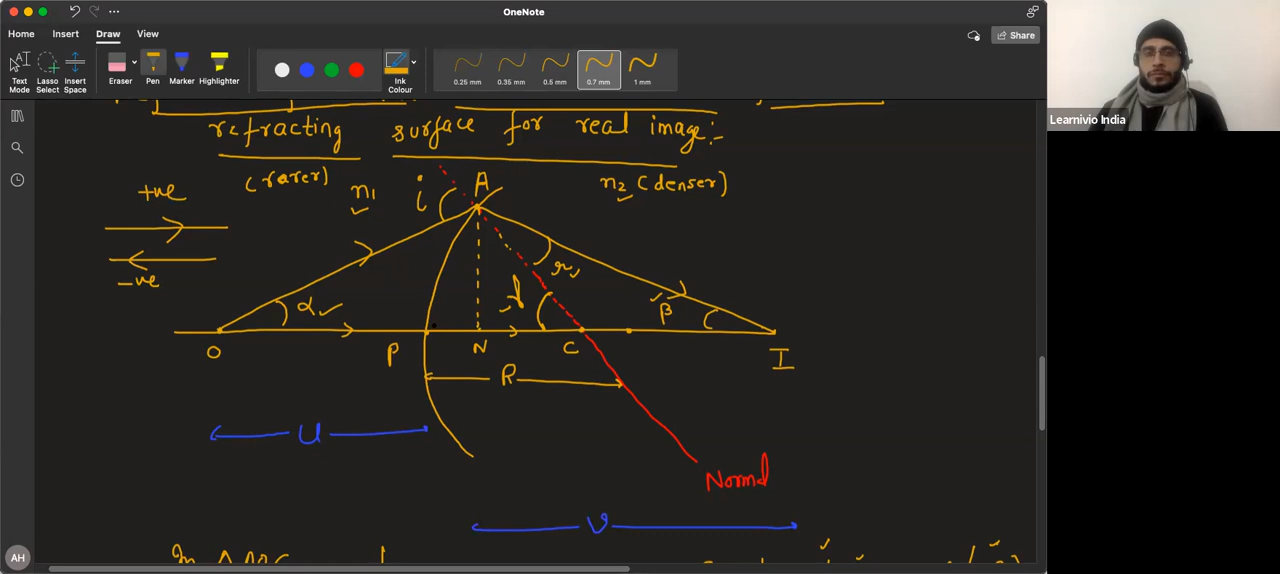 OneNote
Home Insert Draw View
Share
Text Mode Lasso Select Insert Space Eraser Pen Marker Highlighter Ink Colour 0.25 mm 0.35 mm 0.5 mm 0.7 mm 1 mm
Learnivio India
refracting surface for real image:-
(rarer) n1 i A n2 (denser)
+ve
-ve
α r γ β
O P N C I
R
u
Normal
v
AH
In